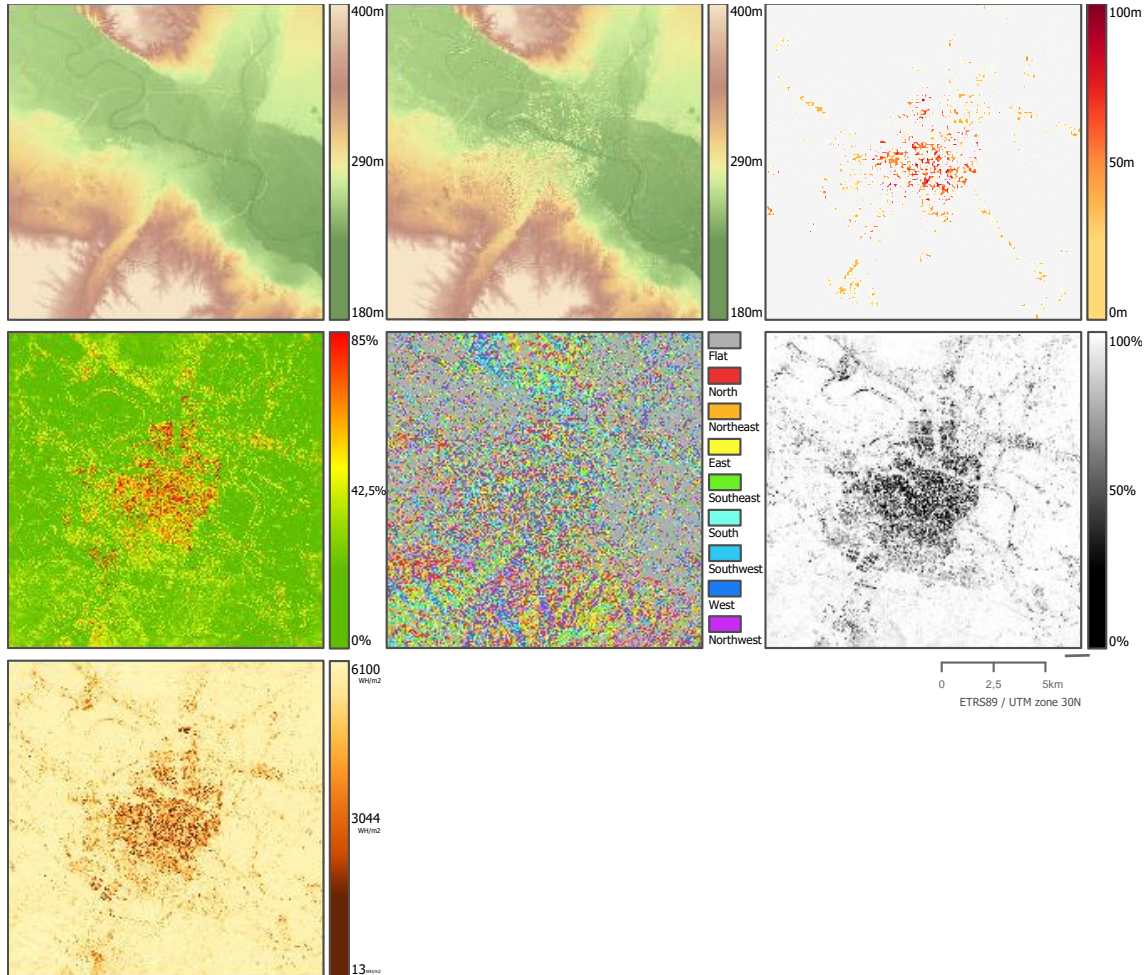 400m
290m
180m
400m
290m
180m
100m
50m
0m
85%
42,5%
0%
Flat
North
Northeast
East
Southeast
South
Southwest
West
Northwest
100%
50%
0%
6100
WH/m2
3044
WH/m2
13 WH/m2
0 2,5 5km
ETRS89 / UTM zone 30N